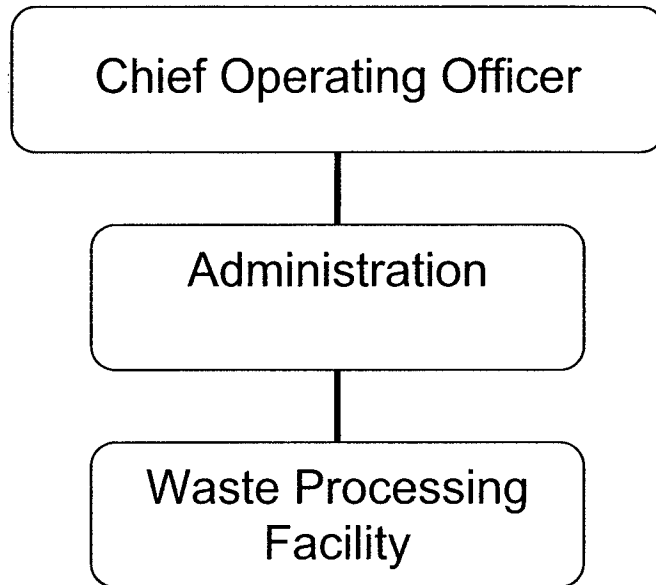 Chief Operating Officer
Administration
Waste Processing
Facility